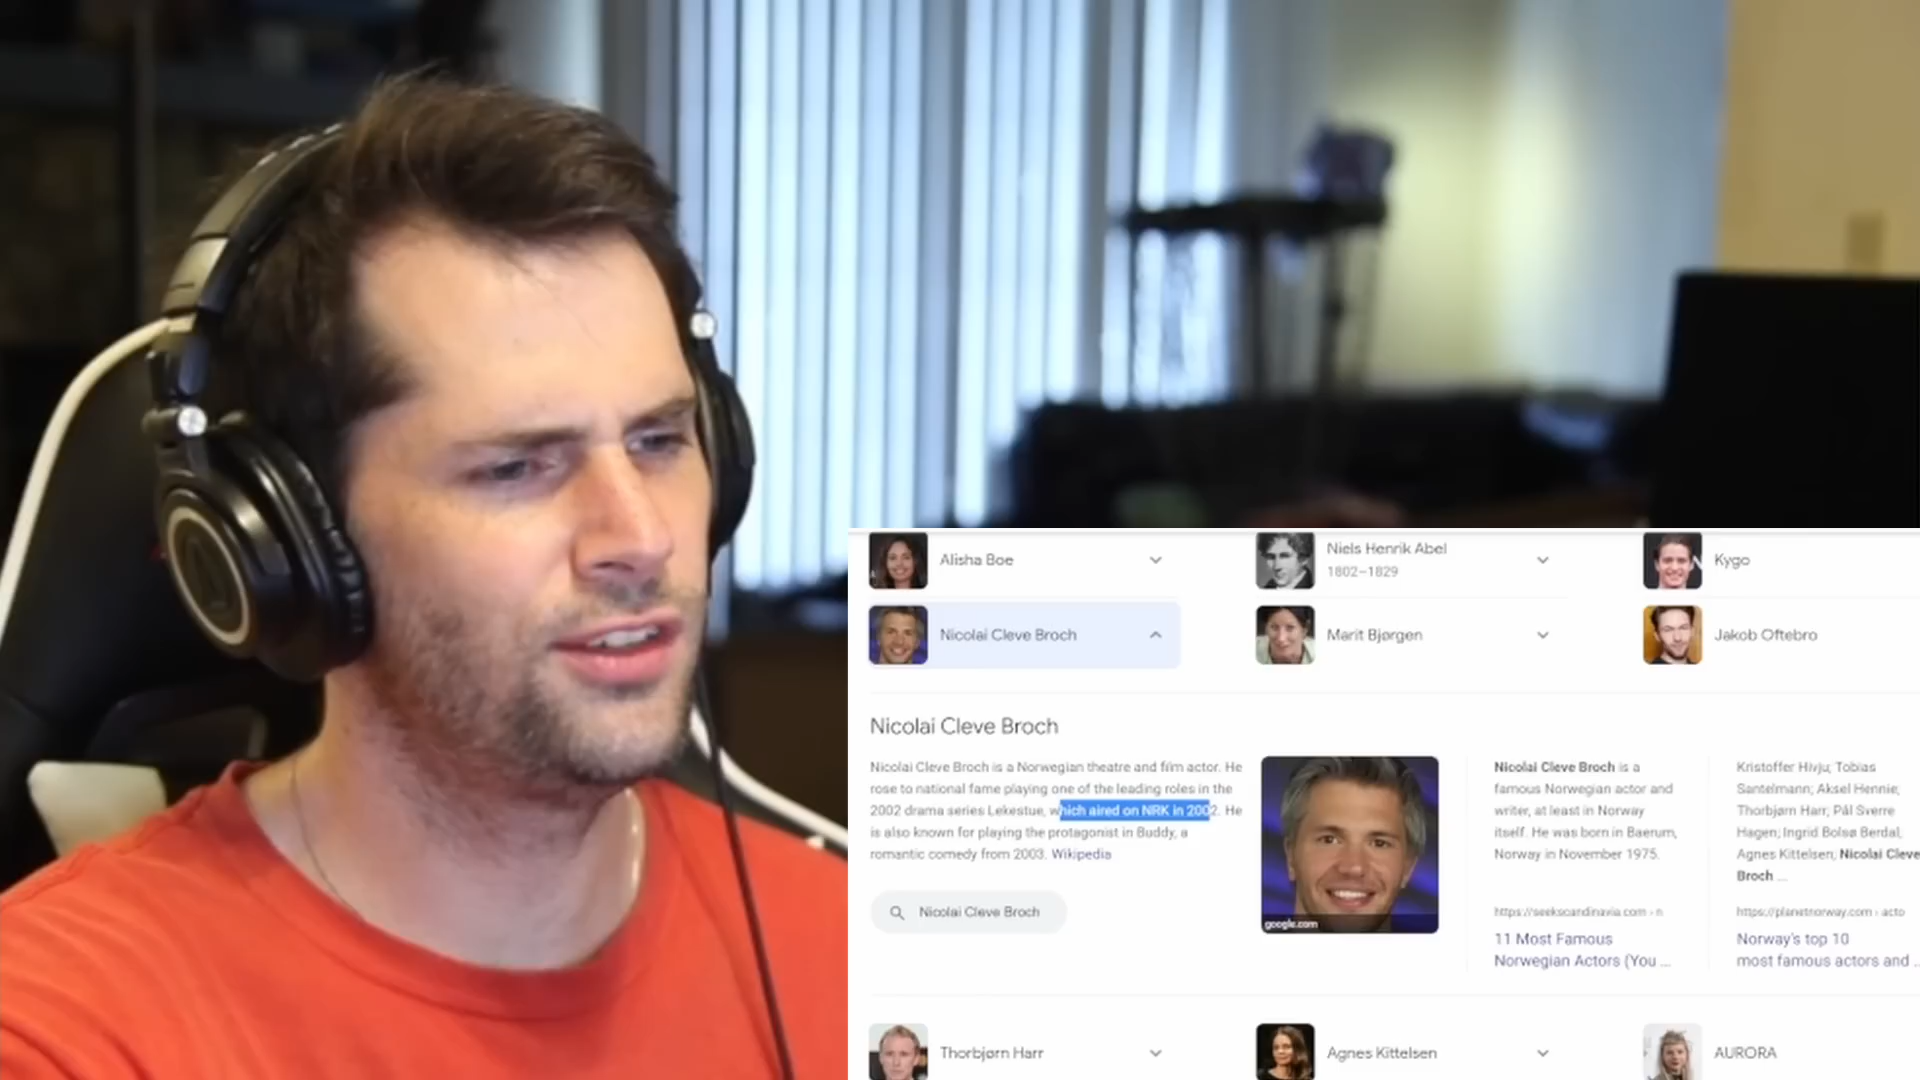 Alisha Boe
Niels Henrik Abel
1802–1829
Kygo
Nicolai Cleve Broch
Marit Bjørgen
Jakob Oftebro
Nicolai Cleve Broch
Nicolai Cleve Broch is a Norwegian theatre and film actor. He
rose to national fame playing one of the leading roles in the
2002 drama series Lekestue, which aired on NRK in 2002. He
is also known for playing the protagonist in Buddy, a
romantic comedy from 2003. Wikipedia
Nicolai Cleve Broch
google.com
Nicolai Cleve Broch is a
famous Norwegian actor and
writer, at least in Norway
itself. He was born in Baerum,
Norway in November 1975.
https://seekscandinavia.com › n
11 Most Famous
Norwegian Actors (You ...
Kristoffer Hivju; Tobias
Santelmann; Aksel Hennie;
Thorbjørn Harr; Pål Sverre
Hagen; Ingrid Bolsø Berdal;
Agnes Kittelsen; Nicolai Cleve
Broch ...
https://planetnorway.com › acto
Norway's top 10
most famous actors and ...
Thorbjørn Harr
Agnes Kittelsen
AURORA